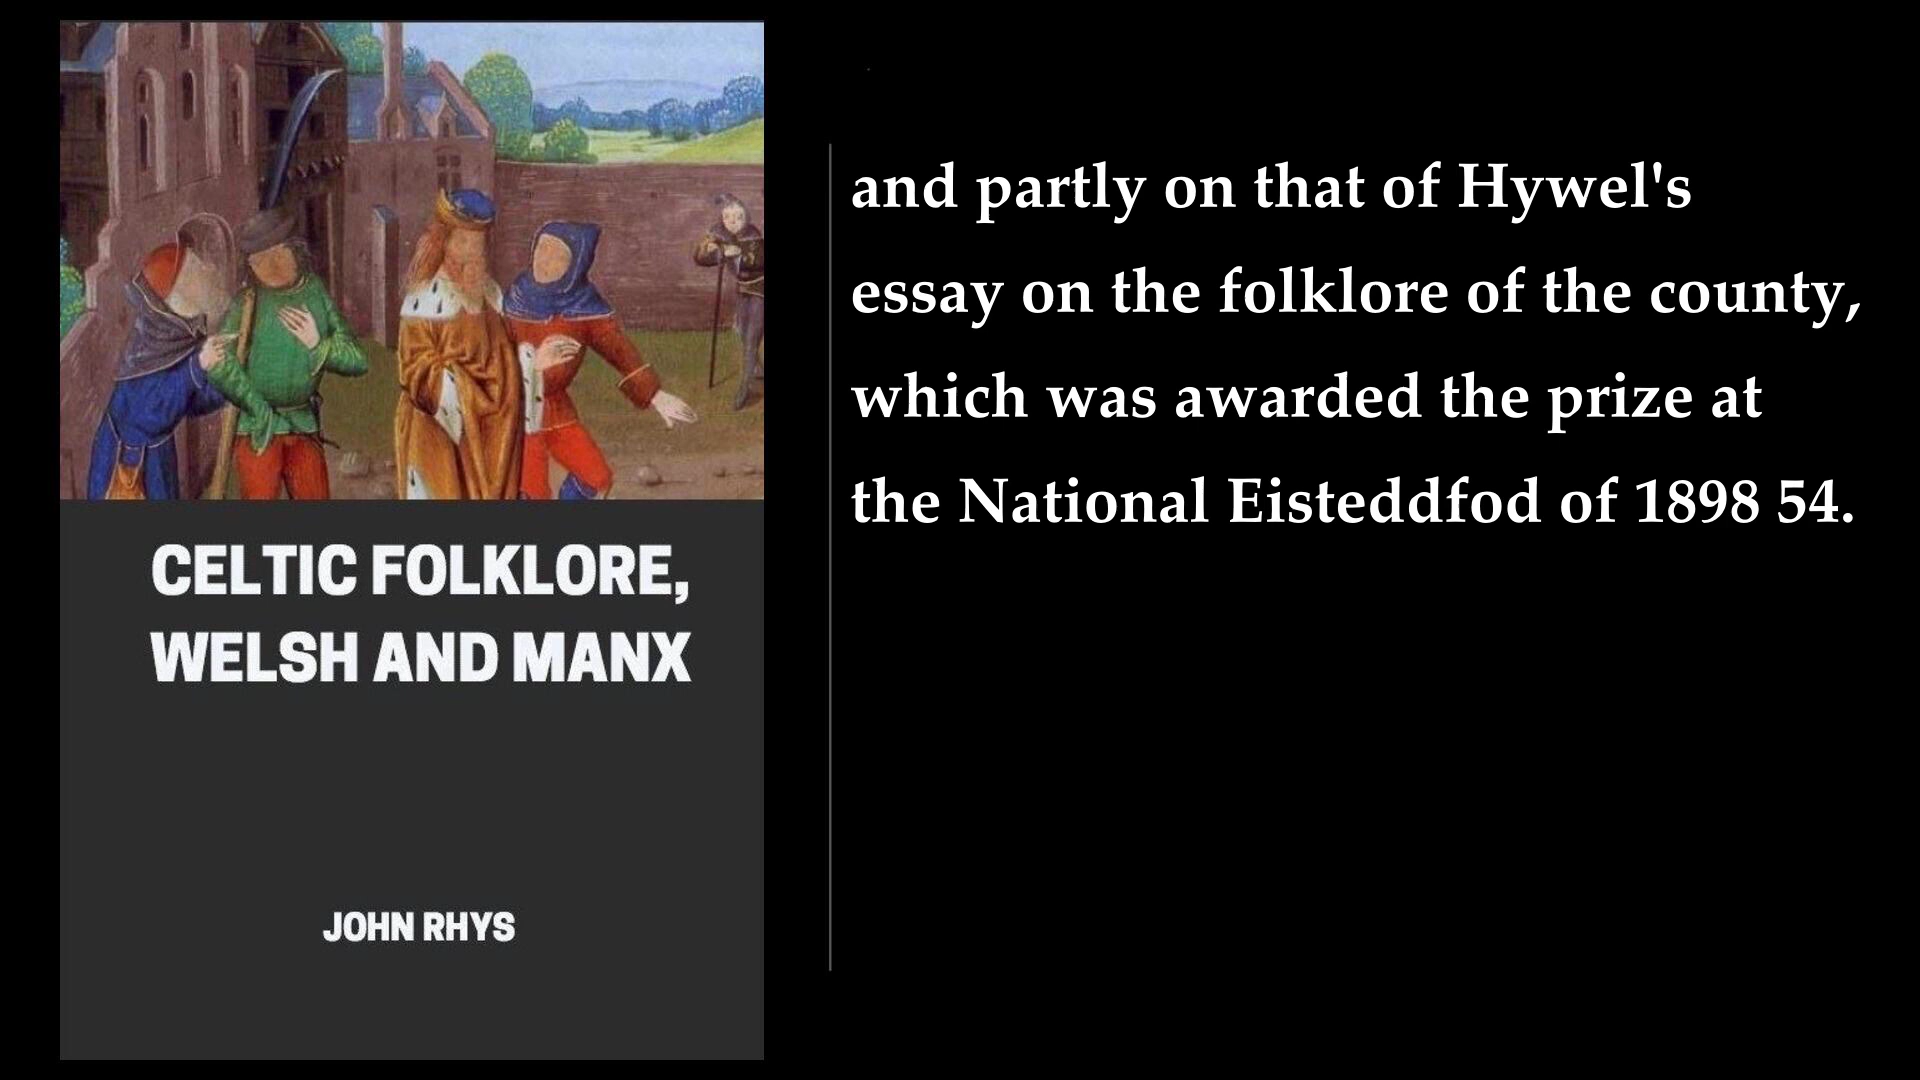 CELTIC FOLKLORE,
WELSH AND MANX
JOHN RHYS
and partly on that of Hywel's
essay on the folklore of the county,
which was awarded the prize at
the National Eisteddfod of 1898 54.